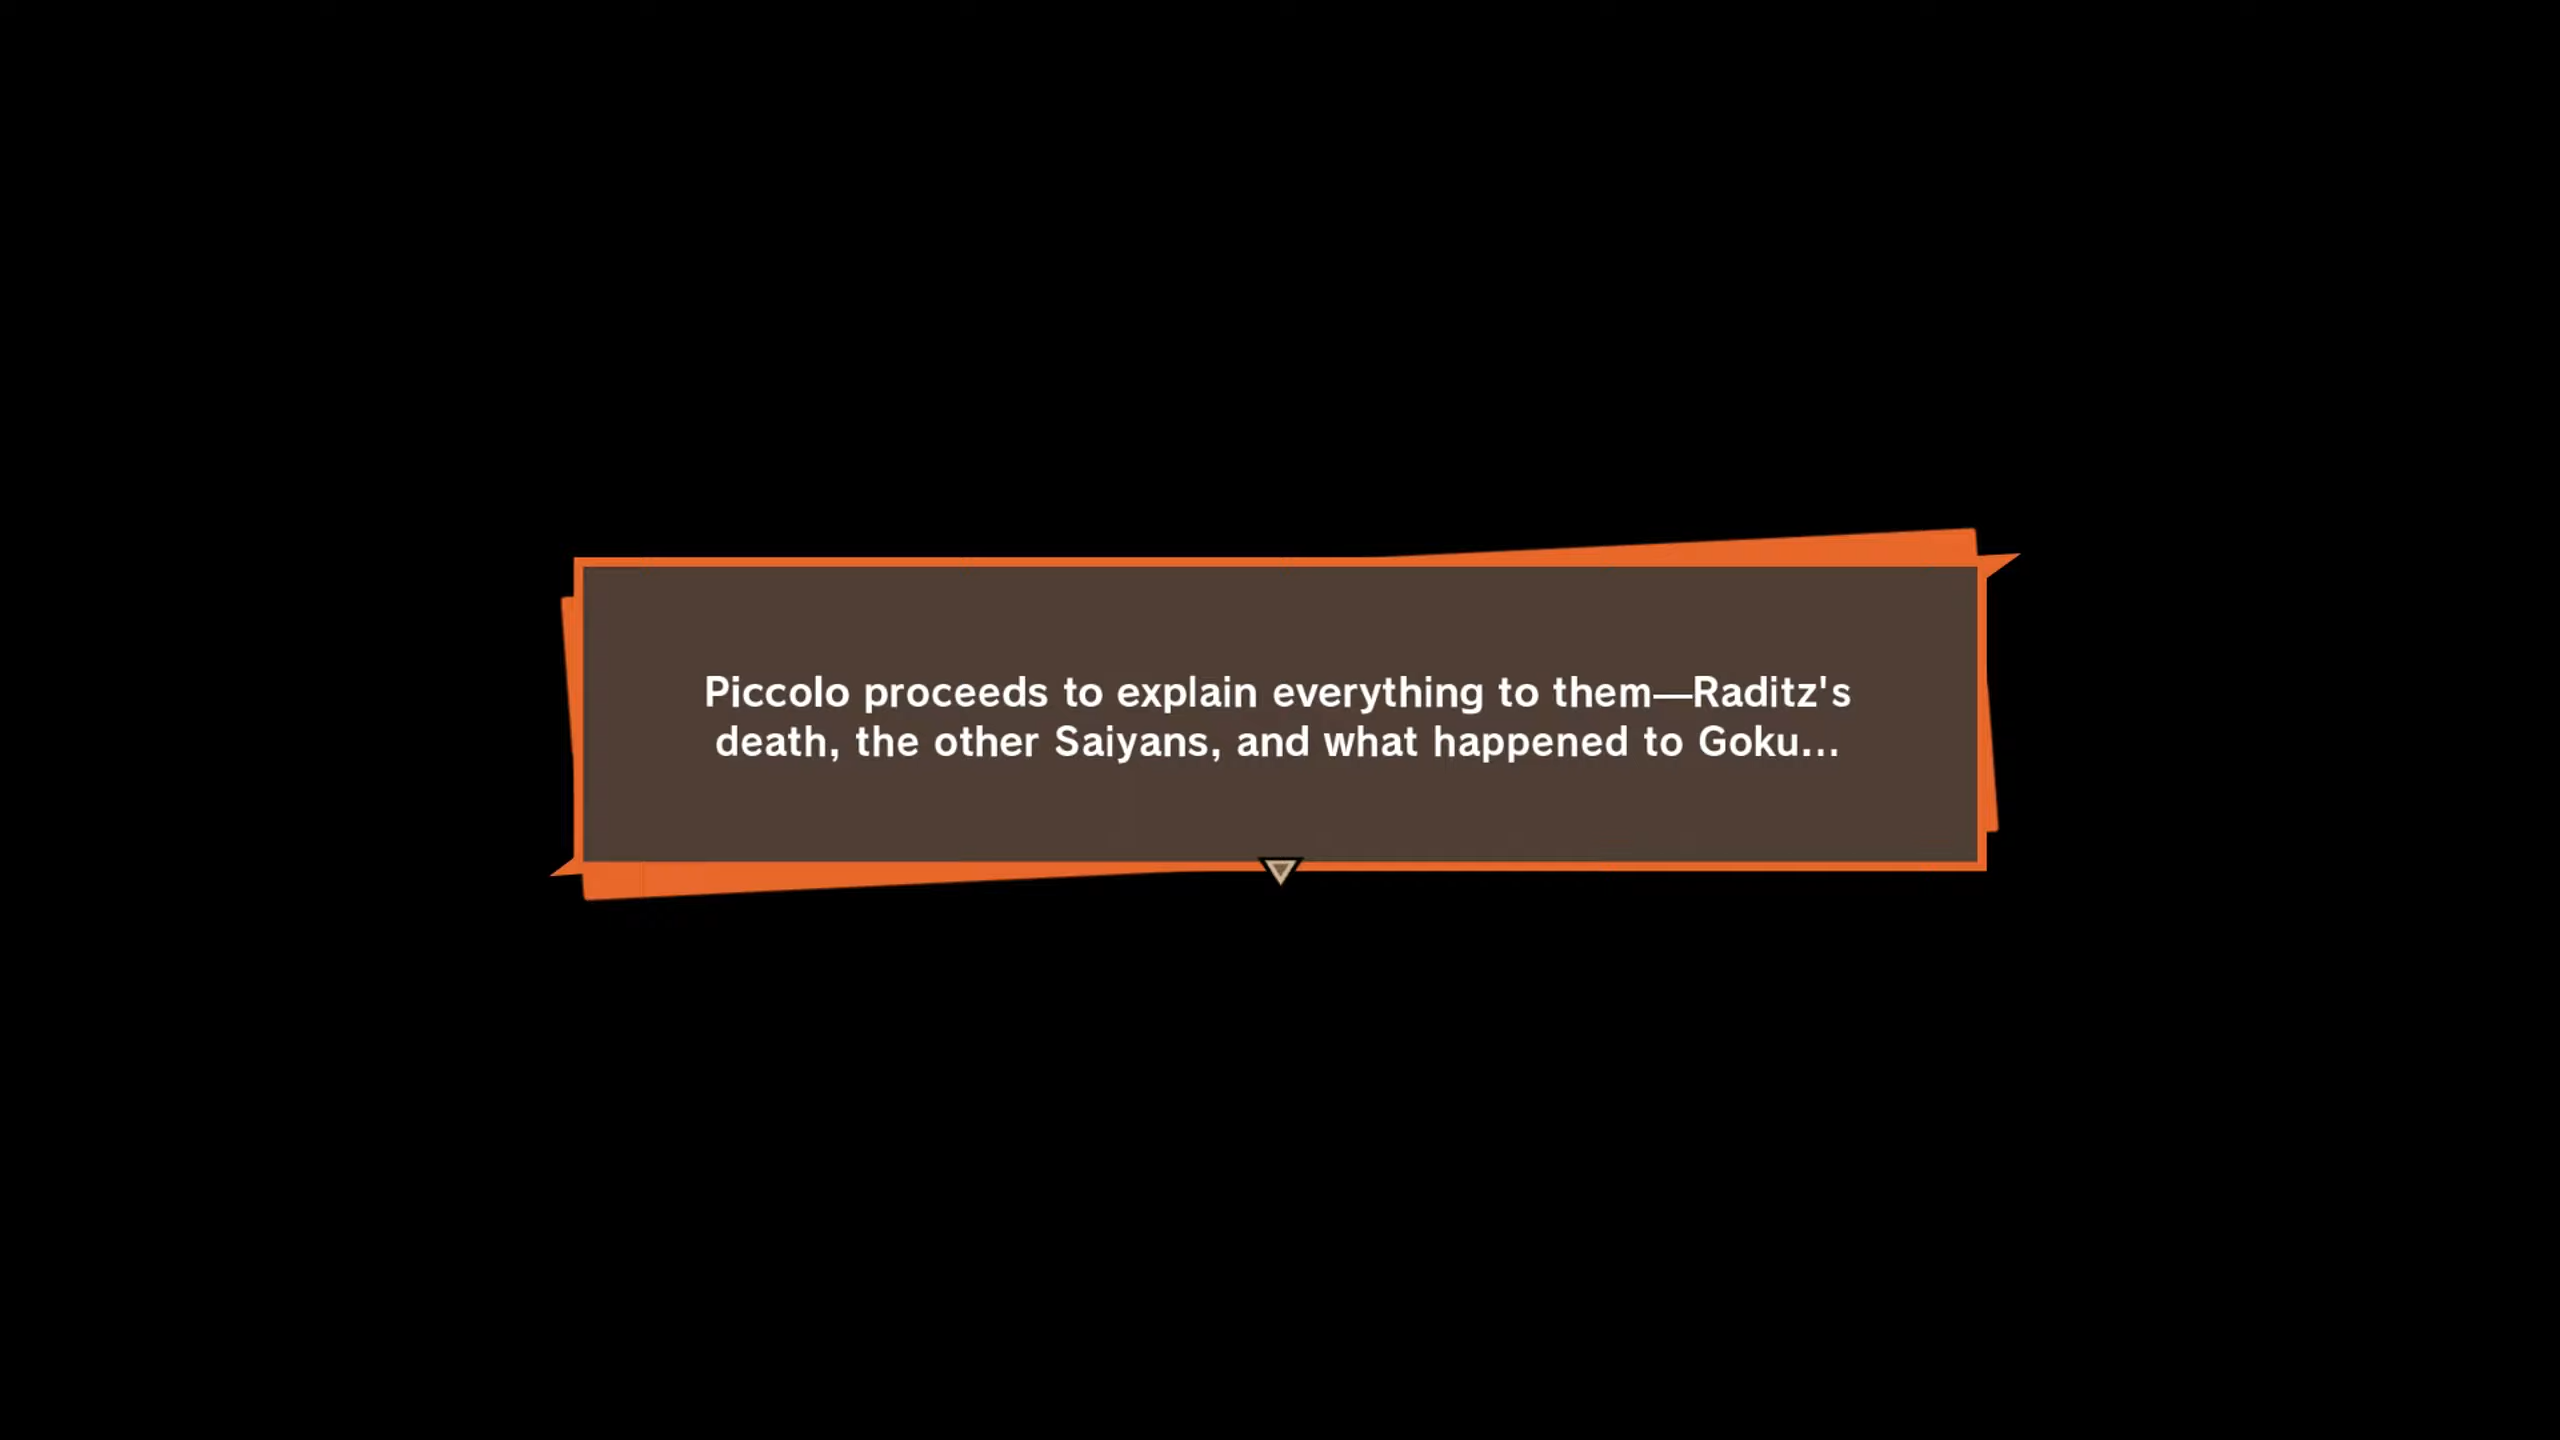 Piccolo proceeds to explain everything to them—Raditz's
death, the other Saiyans, and what happened to Goku...